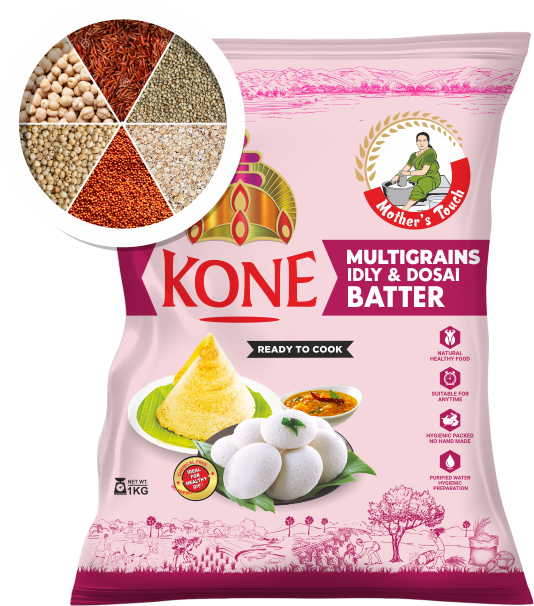 Mother's Touch
KONE
MULTIGRAINS
IDLY & DOSAI
BATTER
READY TO COOK
NATURAL
HEALTHY FOOD
SUITABLE FOR
ANYTIME
HYGIENIC PACKED
NO HAND MADE
PURIFIED WATER
HYGIENIC
PREPARATION
IDEAL
FOR
HEALTHY
DIET
NET WT.
1KG